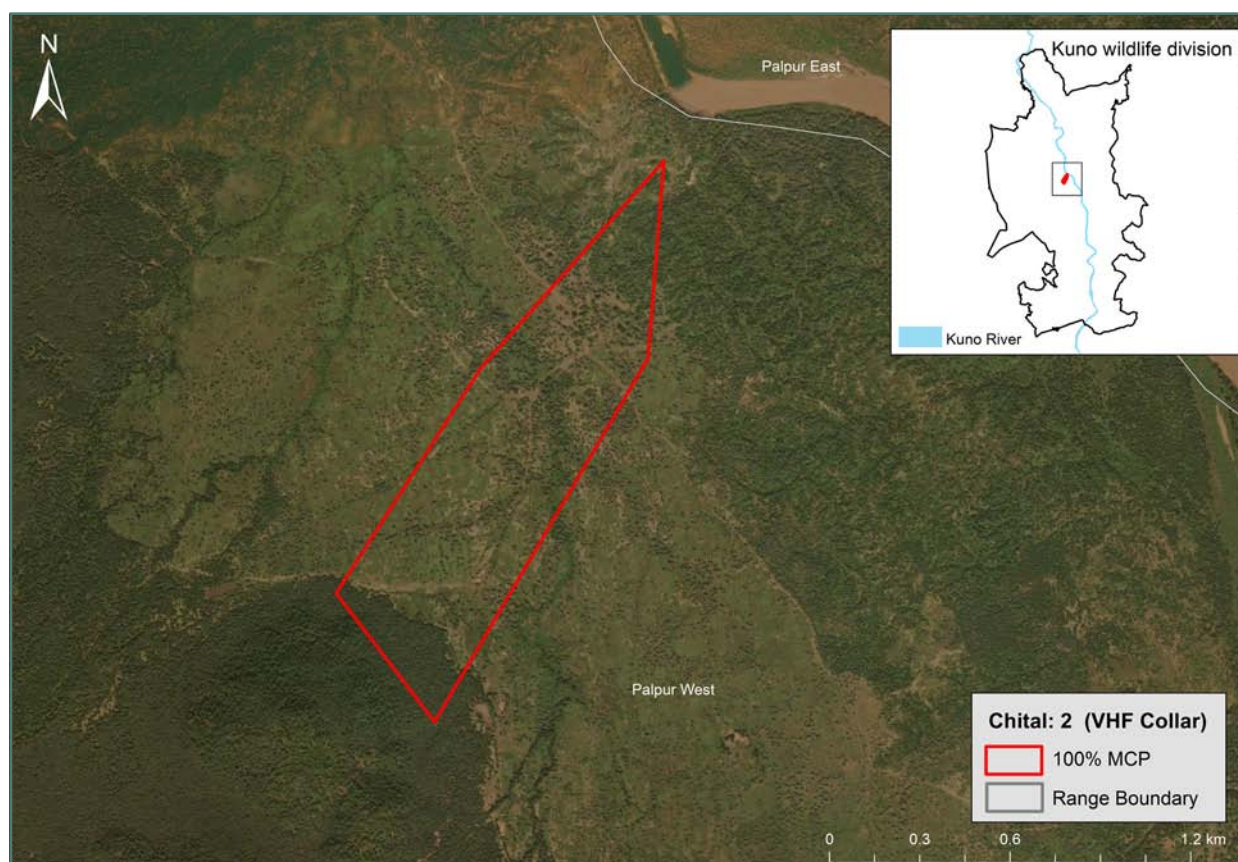 N
Palpur East
Kuno wildlife division
Kuno River
Palpur West
Chital: 2 (VHF Collar)
100% MCP
Range Boundary
0 0.3 0.6 1.2 km